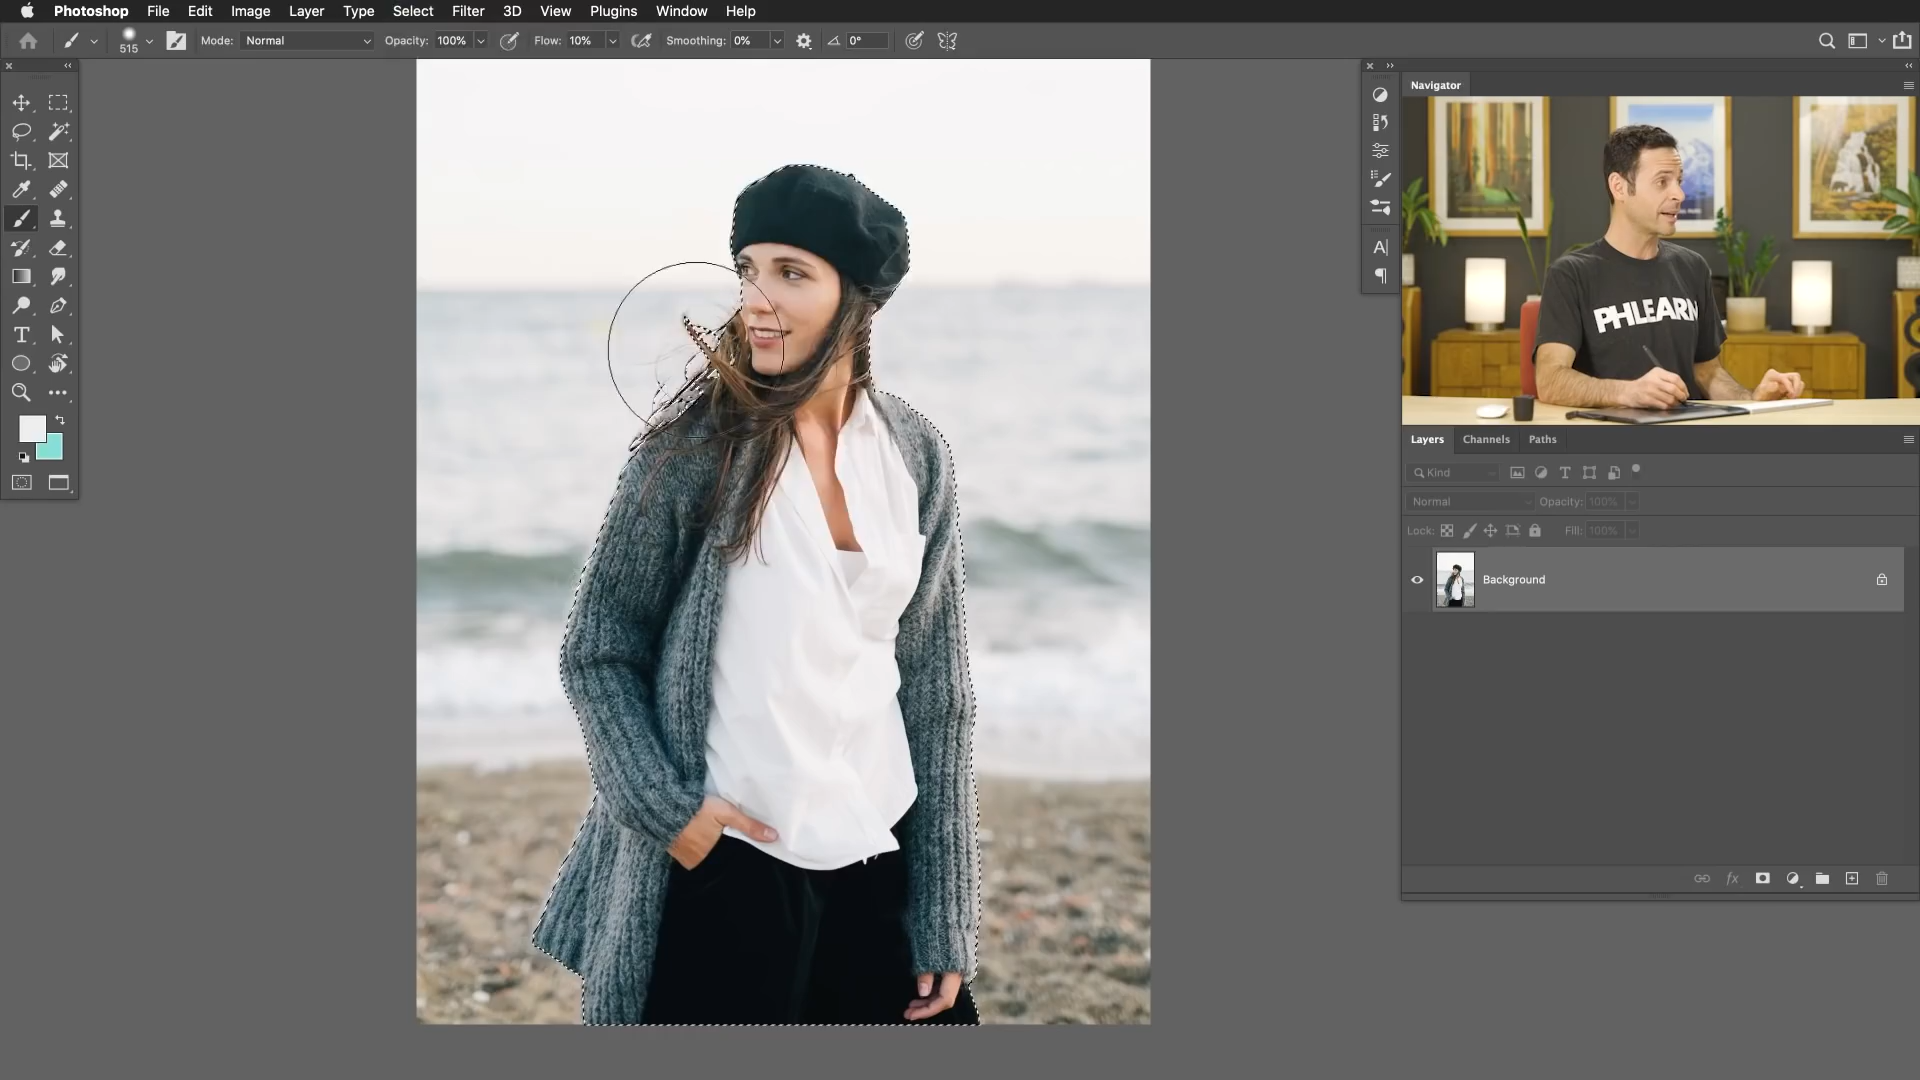 Photoshop File Edit Image Layer Type Select Filter 3D View Plugins Window Help
515 Mode: Normal Opacity: 100% Flow: 10% Smoothing: 0% 0°
Navigator
PHLEARN
Layers Channels Paths
Kind
Normal Opacity: 100%
Lock: Fill: 100%
Background